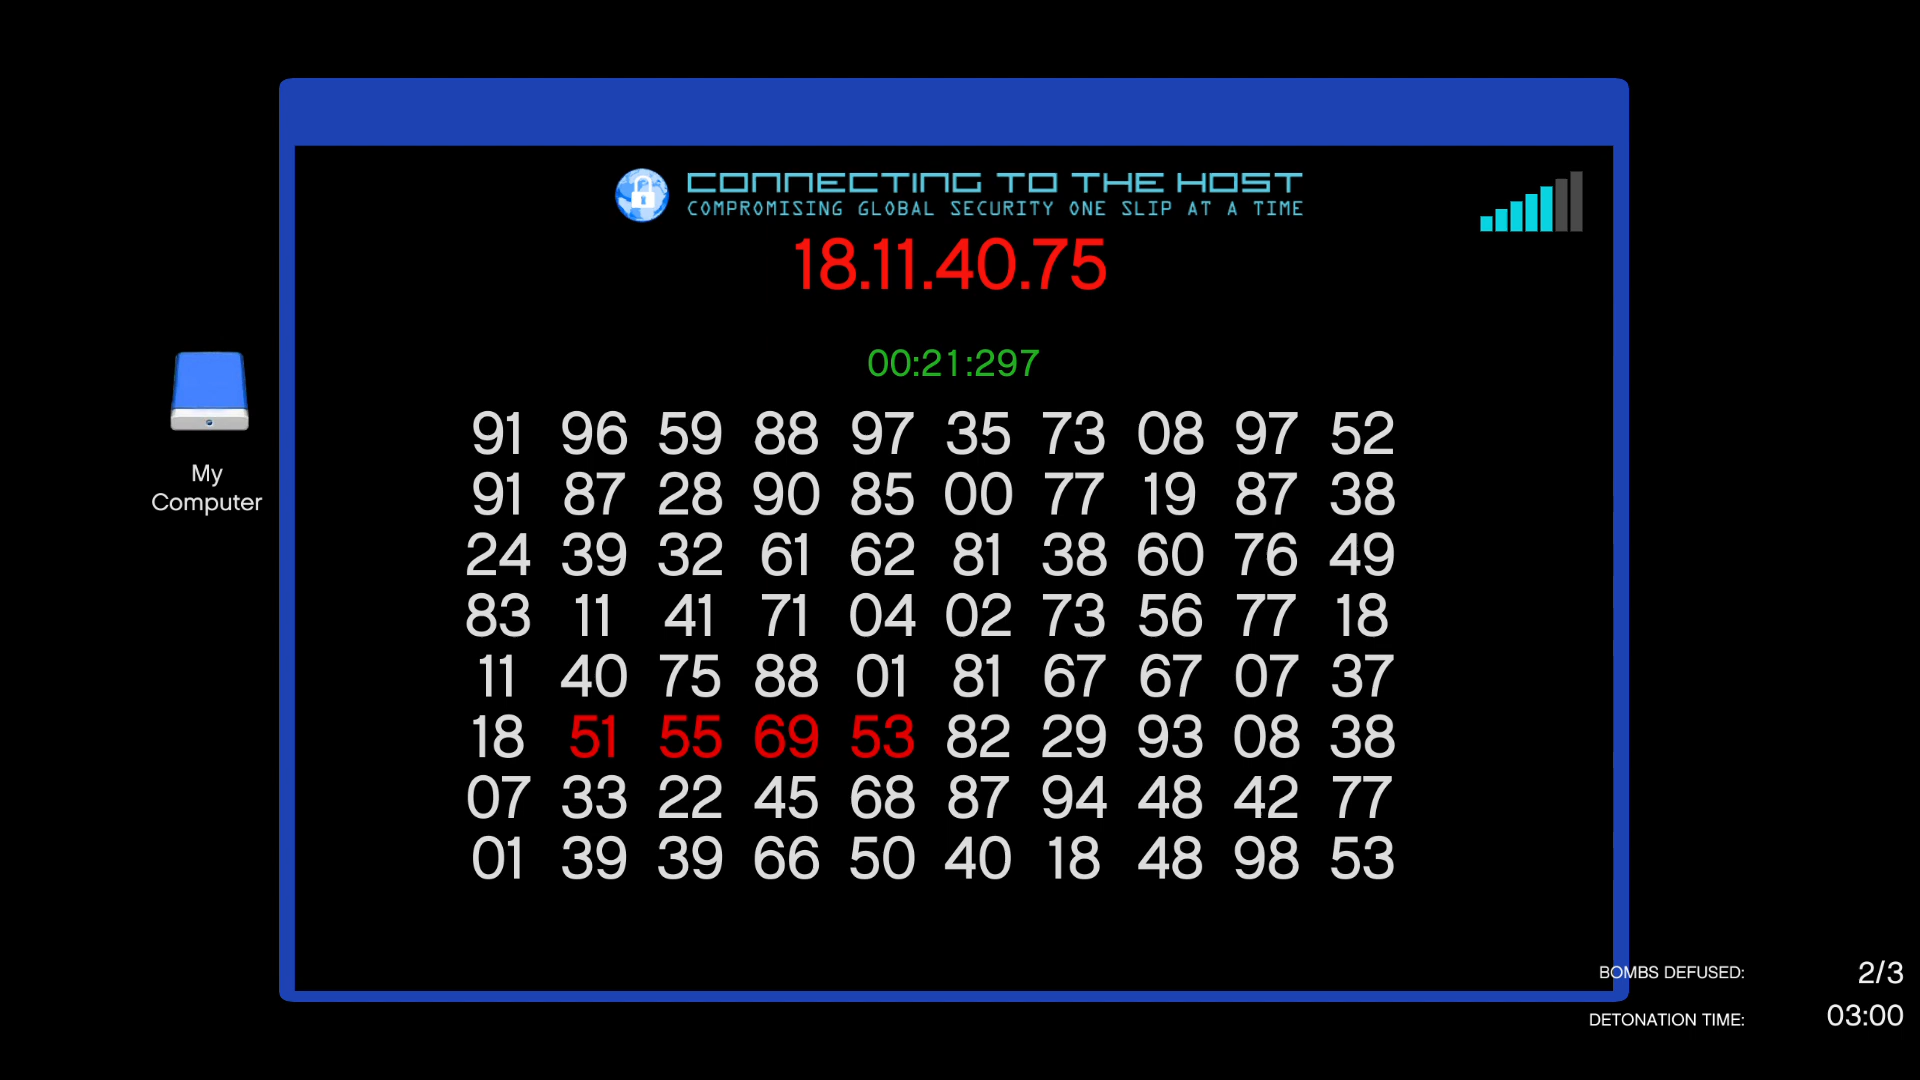 CONNECTING TO THE HOST
COMPROMISING GLOBAL SECURITY ONE SLIP AT A TIME
18.11.40.75
00:21:297
91 96 59 88 97 35 73 08 97 52
91 87 28 90 85 00 77 19 87 38
24 39 32 61 62 81 38 60 76 49
83 11 41 71 04 02 73 56 77 18
11 40 75 88 01 81 67 67 07 37
18 51 55 69 53 82 29 93 08 38
07 33 22 45 68 87 94 48 42 77
01 39 39 66 50 40 18 48 98 53
My
Computer
BOMBS DEFUSED: 2/3
DETONATION TIME: 03:00